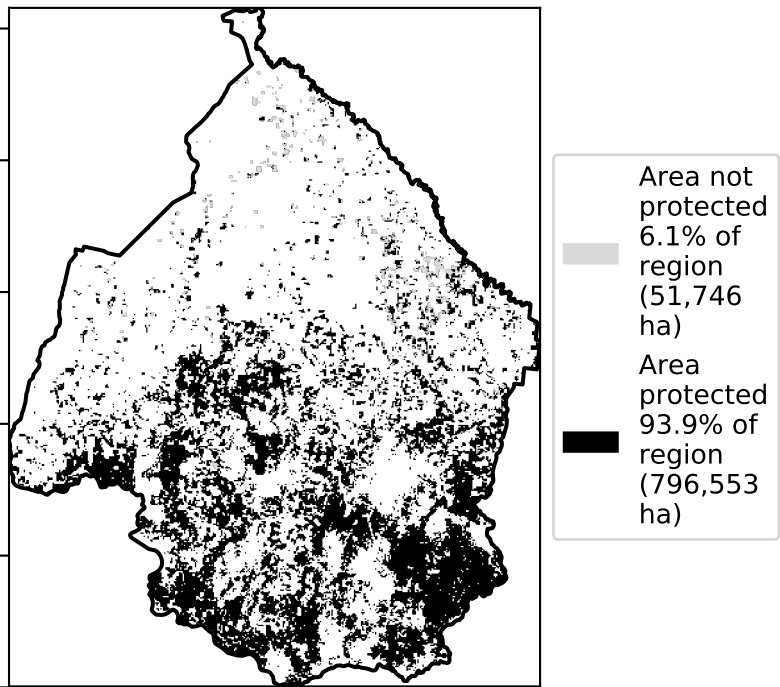 Area not
protected
6.1% of
region
(51,746
ha)
Area
protected
93.9% of
region
(796,553
ha)